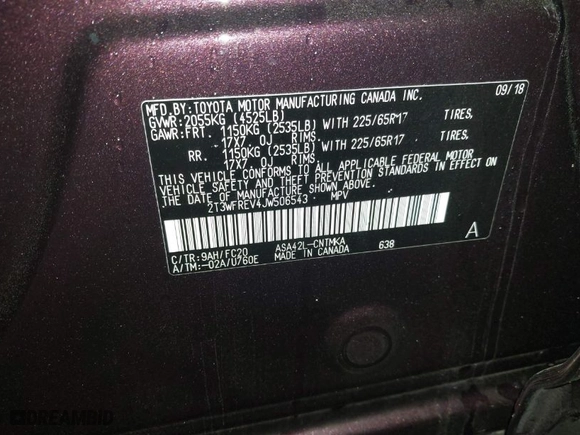 MFD.BY:TOYOTA MOTOR MANUFACTURING CANADA INC. 09/18
GVWR:2055KG (4525LB)
GAWR:FRT. 1150KG (2535LB) WITH 225/65R17 TIRES,
17X7.0J RIMS.
RR. 1150KG (2535LB) WITH 225/65R17 TIRES,
17X7.0J RIMS.
THIS VEHICLE CONFORMS TO ALL APPLICABLE FEDERAL MOTOR
VEHICLE SAFETY AND THEFT PREVENTION STANDARDS IN EFFECT ON
THE DATE OF MANUFACTURE SHOWN ABOVE.
2T3WFREV4JW506543 MPV
C/TR:9AH/FC20 ASA42L-CNTMKA 638 A
A/TM:-02A/U760E MADE IN CANADA
DREAMBID